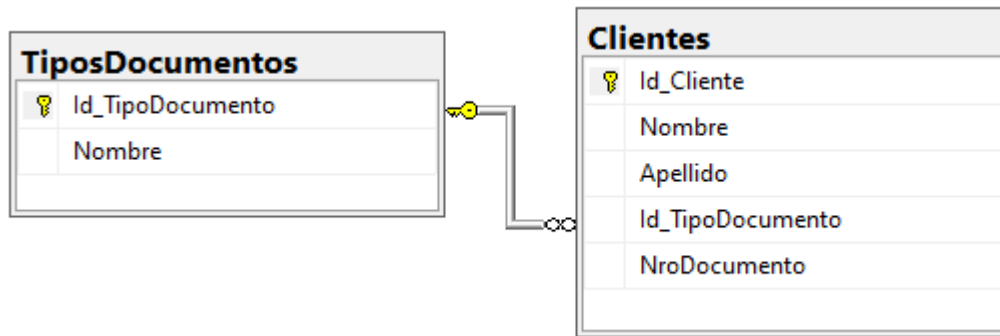 TiposDocumentos
Id_TipoDocumento
Nombre
Clientes
Id_Cliente
Nombre
Apellido
Id_TipoDocumento
NroDocumento